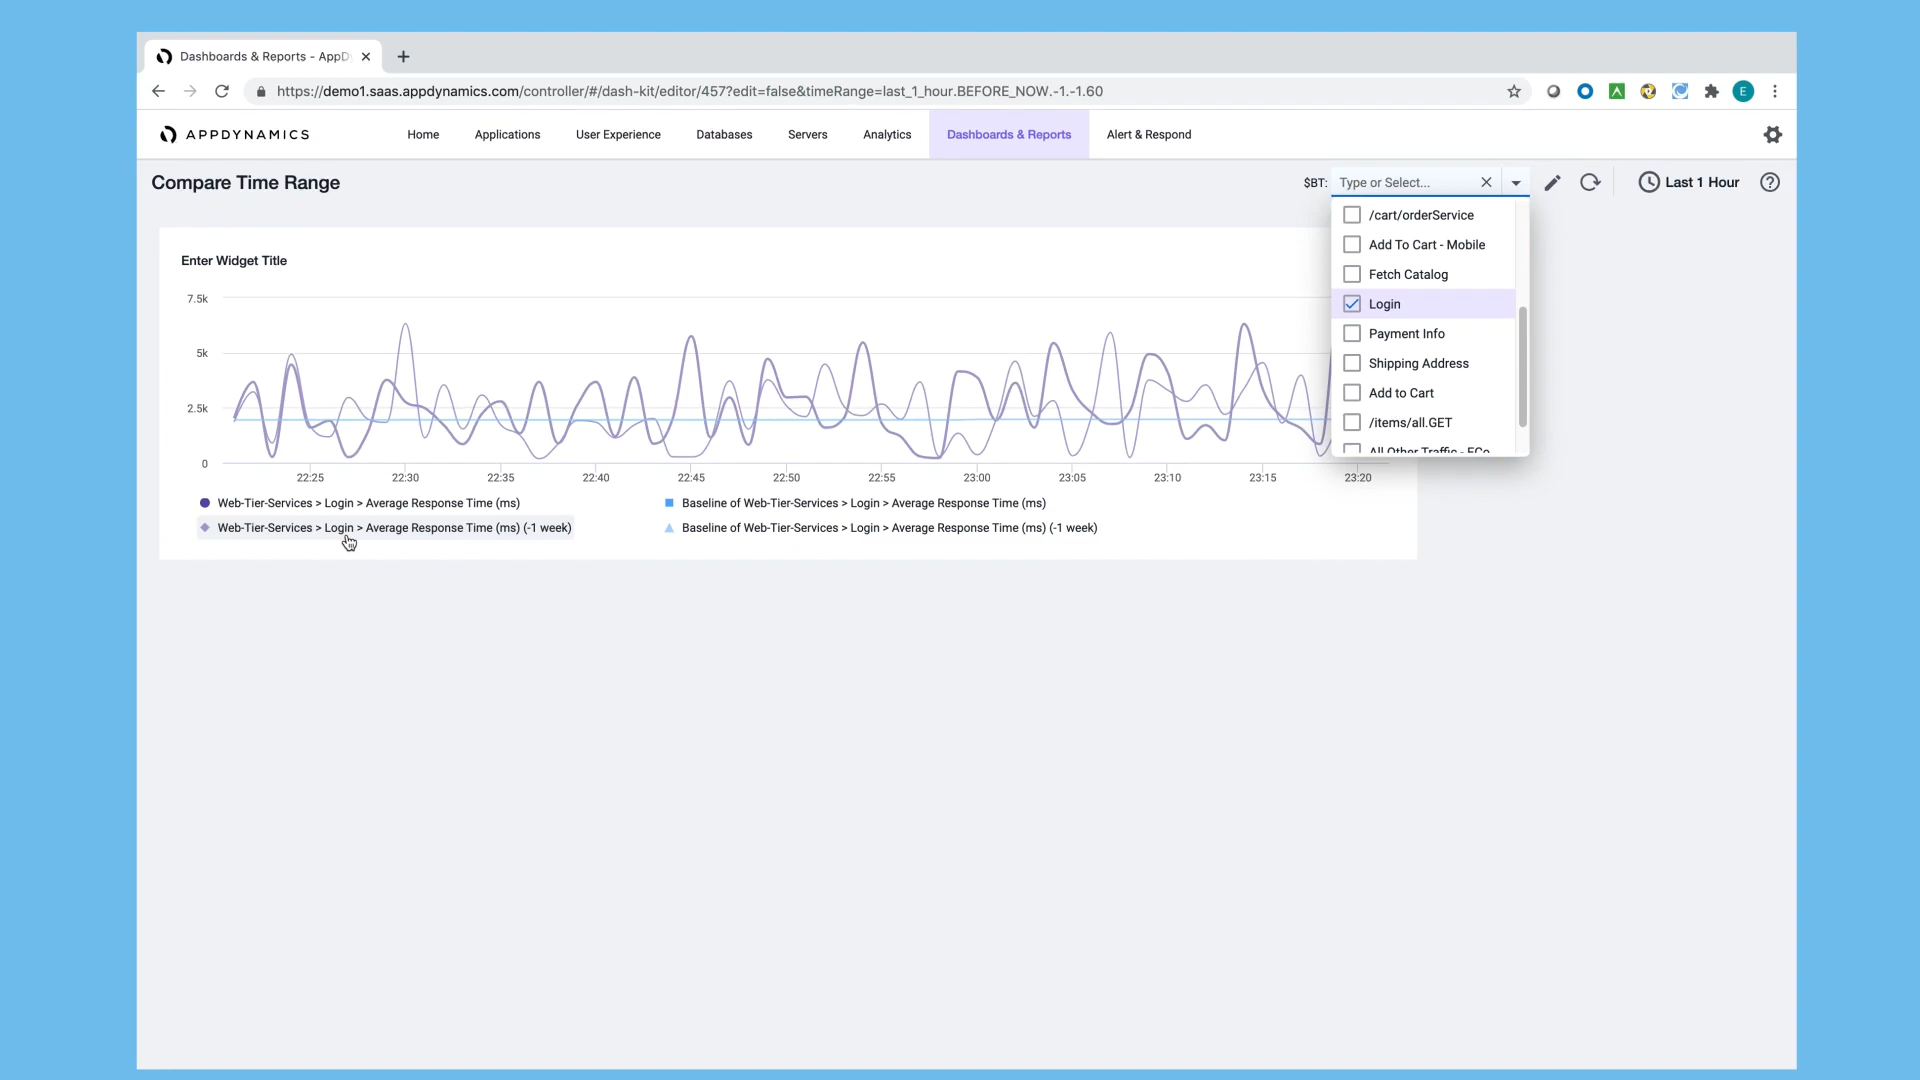 Dashboards & Reports - AppD
https://demo1.saas.appdynamics.com/controller/#/dash-kit/editor/457?edit=false&timeRange=last_1_hour.BEFORE_NOW.-1.-1.60
E
APPDYNAMICS
Home
Applications
User Experience
Databases
Servers
Analytics
Dashboards & Reports
Alert & Respond
Compare Time Range
$BT:
Type or Select...
Last 1 Hour
/cart/orderService
Add To Cart - Mobile
Fetch Catalog
Login
Payment Info
Shipping Address
Add to Cart
/items/all.GET
All Other Traffic - ECo
Enter Widget Title
7.5k
5k
2.5k
0
22:25
22:30
22:35
22:40
22:45
22:50
22:55
23:00
23:05
23:10
23:15
23:20
Web-Tier-Services > Login > Average Response Time (ms)
Baseline of Web-Tier-Services > Login > Average Response Time (ms)
Web-Tier-Services > Login > Average Response Time (ms) (-1 week)
Baseline of Web-Tier-Services > Login > Average Response Time (ms) (-1 week)